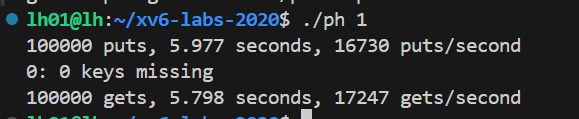 lh01@lh:~/xv6-labs-2020$ ./ph 1
100000 puts, 5.977 seconds, 16730 puts/second
0: 0 keys missing
100000 gets, 5.798 seconds, 17247 gets/second